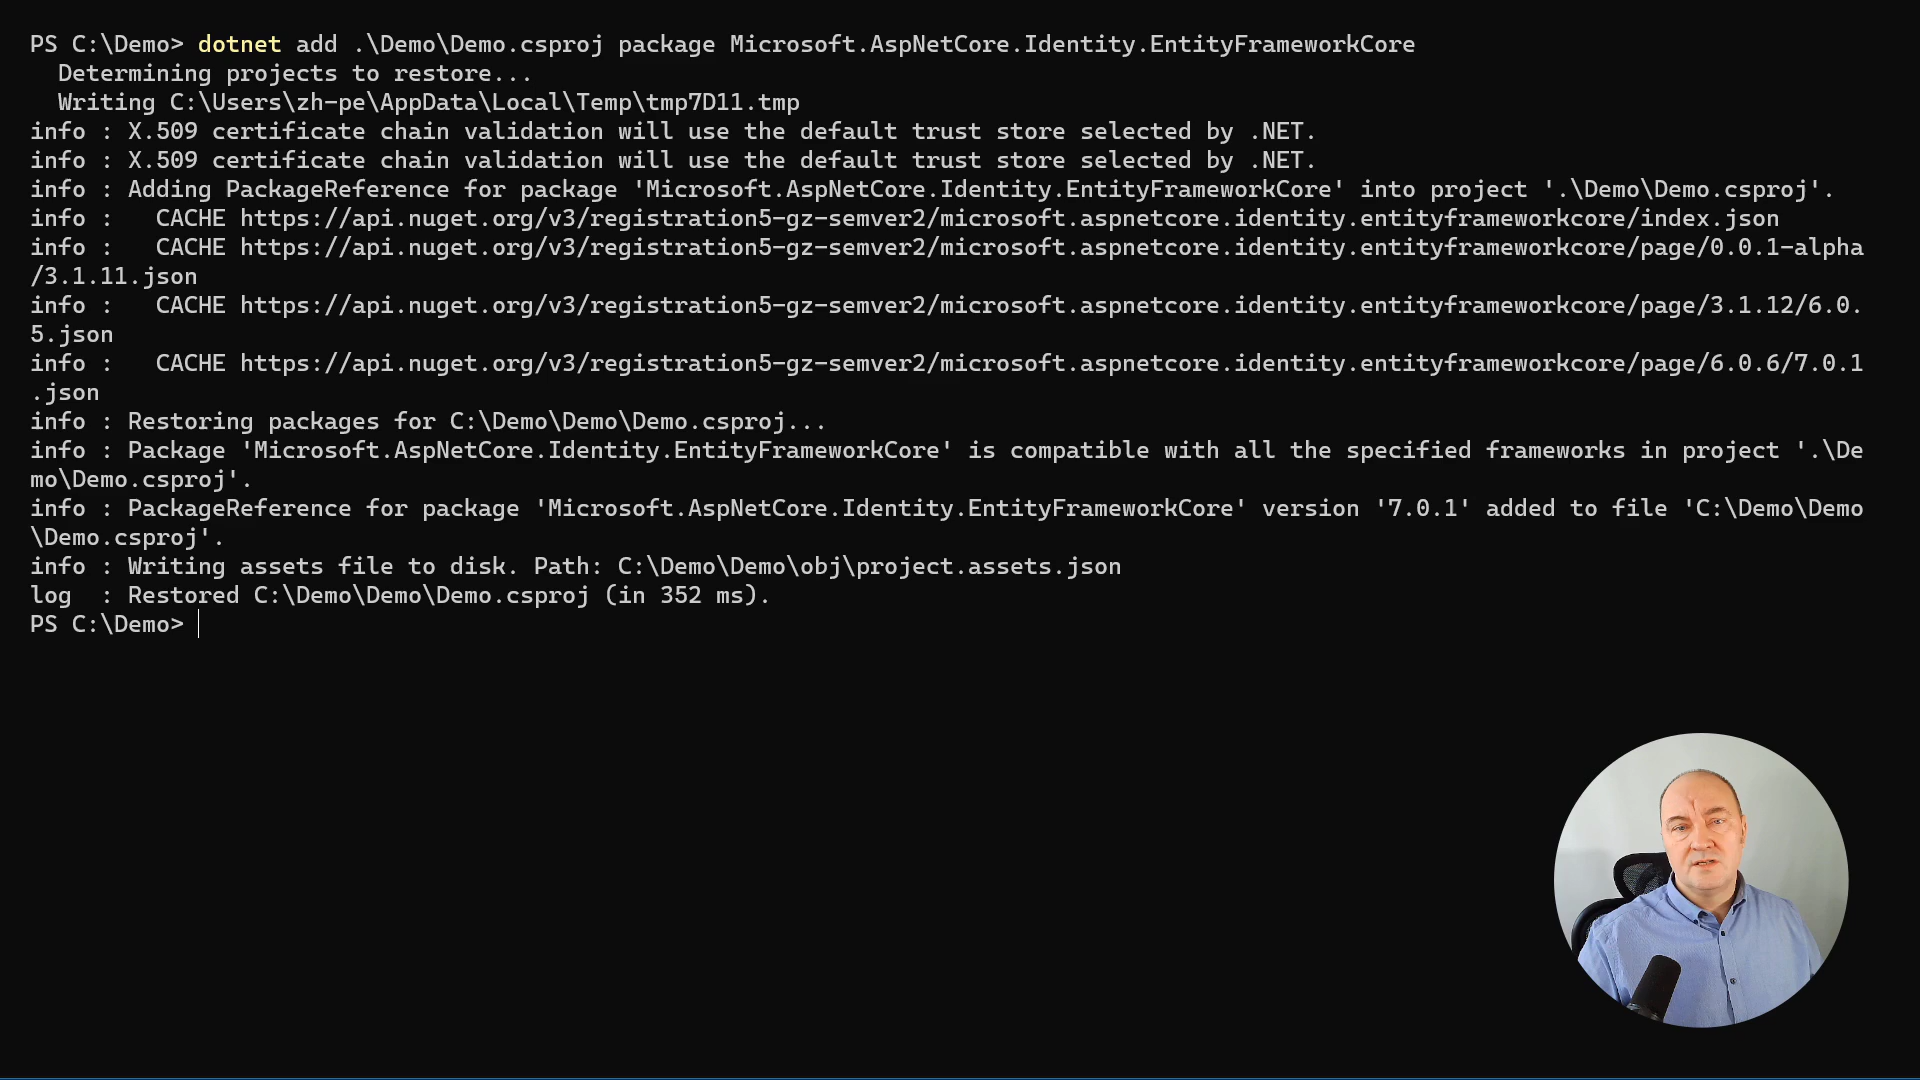 PS C:\Demo> dotnet add .\Demo\Demo.csproj package Microsoft.AspNetCore.Identity.EntityFrameworkCore
  Determining projects to restore...
  Writing C:\Users\zh-pe\AppData\Local\Temp\tmp7D11.tmp
info : X.509 certificate chain validation will use the default trust store selected by .NET.
info : X.509 certificate chain validation will use the default trust store selected by .NET.
info : Adding PackageReference for package 'Microsoft.AspNetCore.Identity.EntityFrameworkCore' into project '.\Demo\Demo.csproj'.
info :   CACHE https://api.nuget.org/v3/registration5-gz-semver2/microsoft.aspnetcore.identity.entityframeworkcore/index.json
info :   CACHE https://api.nuget.org/v3/registration5-gz-semver2/microsoft.aspnetcore.identity.entityframeworkcore/page/0.0.1-alpha
/3.1.11.json
info :   CACHE https://api.nuget.org/v3/registration5-gz-semver2/microsoft.aspnetcore.identity.entityframeworkcore/page/3.1.12/6.0.
5.json
info :   CACHE https://api.nuget.org/v3/registration5-gz-semver2/microsoft.aspnetcore.identity.entityframeworkcore/page/6.0.6/7.0.1
.json
info : Restoring packages for C:\Demo\Demo\Demo.csproj...
info : Package 'Microsoft.AspNetCore.Identity.EntityFrameworkCore' is compatible with all the specified frameworks in project '.\De
mo\Demo.csproj'.
info : PackageReference for package 'Microsoft.AspNetCore.Identity.EntityFrameworkCore' version '7.0.1' added to file 'C:\Demo\Demo
\Demo.csproj'.
info : Writing assets file to disk. Path: C:\Demo\Demo\obj\project.assets.json
log  : Restored C:\Demo\Demo\Demo.csproj (in 352 ms).
PS C:\Demo>